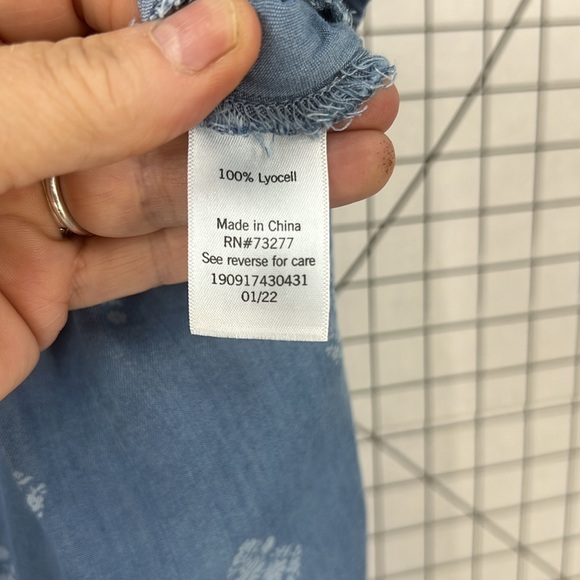 100% Lyocell
Made in China
RN#73277
See reverse for care
190917430431
01/22